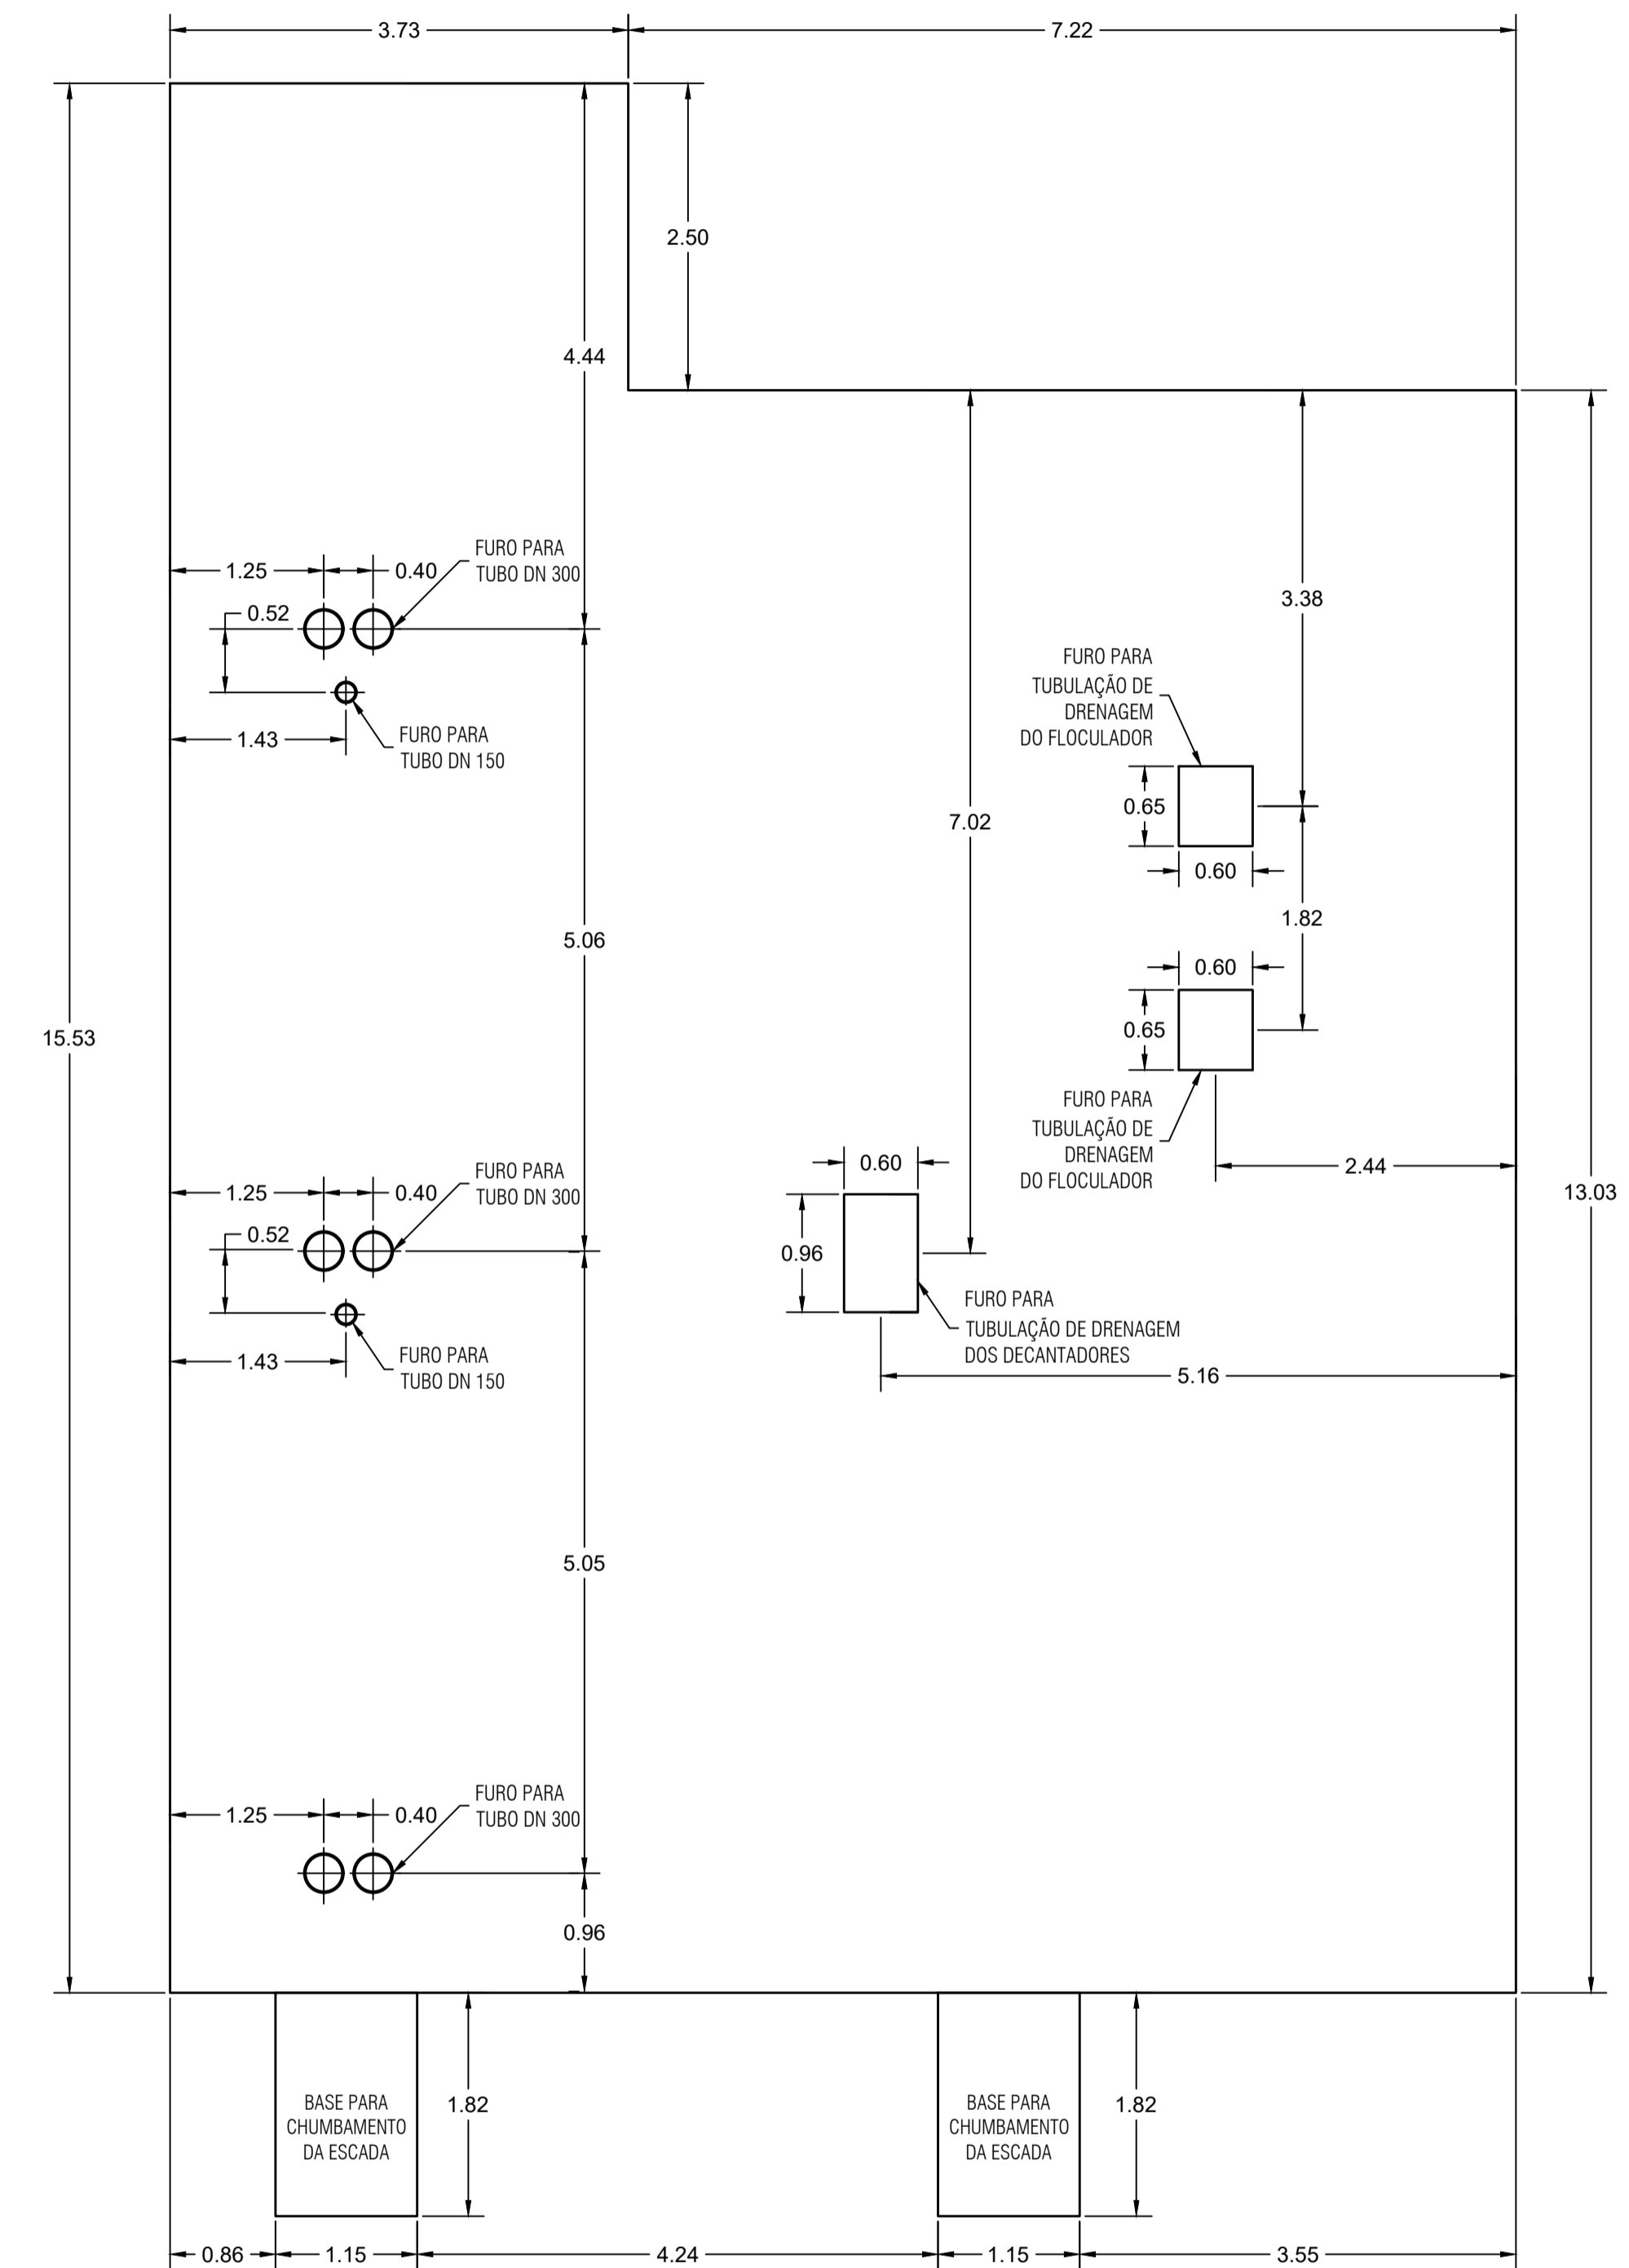 3.73
7.22
2.50
4.44
1.25
0.40
FURO PARA
TUBO DN 300
0.52
3.38
FURO PARA
TUBULAÇÃO DE
DRENAGEM
DO FLOCULADOR
1.43
FURO PARA
TUBO DN 150
0.65
7.02
0.60
1.82
5.06
0.60
15.53
0.65
FURO PARA
TUBULAÇÃO DE
DRENAGEM
DO FLOCULADOR
0.60
2.44
1.25
0.40
FURO PARA
TUBO DN 300
13.03
0.52
0.96
FURO PARA
TUBULAÇÃO DE DRENAGEM
DOS DECANTADORES
1.43
FURO PARA
TUBO DN 150
5.16
5.05
1.25
0.40
FURO PARA
TUBO DN 300
0.96
BASE PARA
CHUMBAMENTO
DA ESCADA
1.82
BASE PARA
CHUMBAMENTO
DA ESCADA
1.82
0.86
1.15
4.24
1.15
3.55